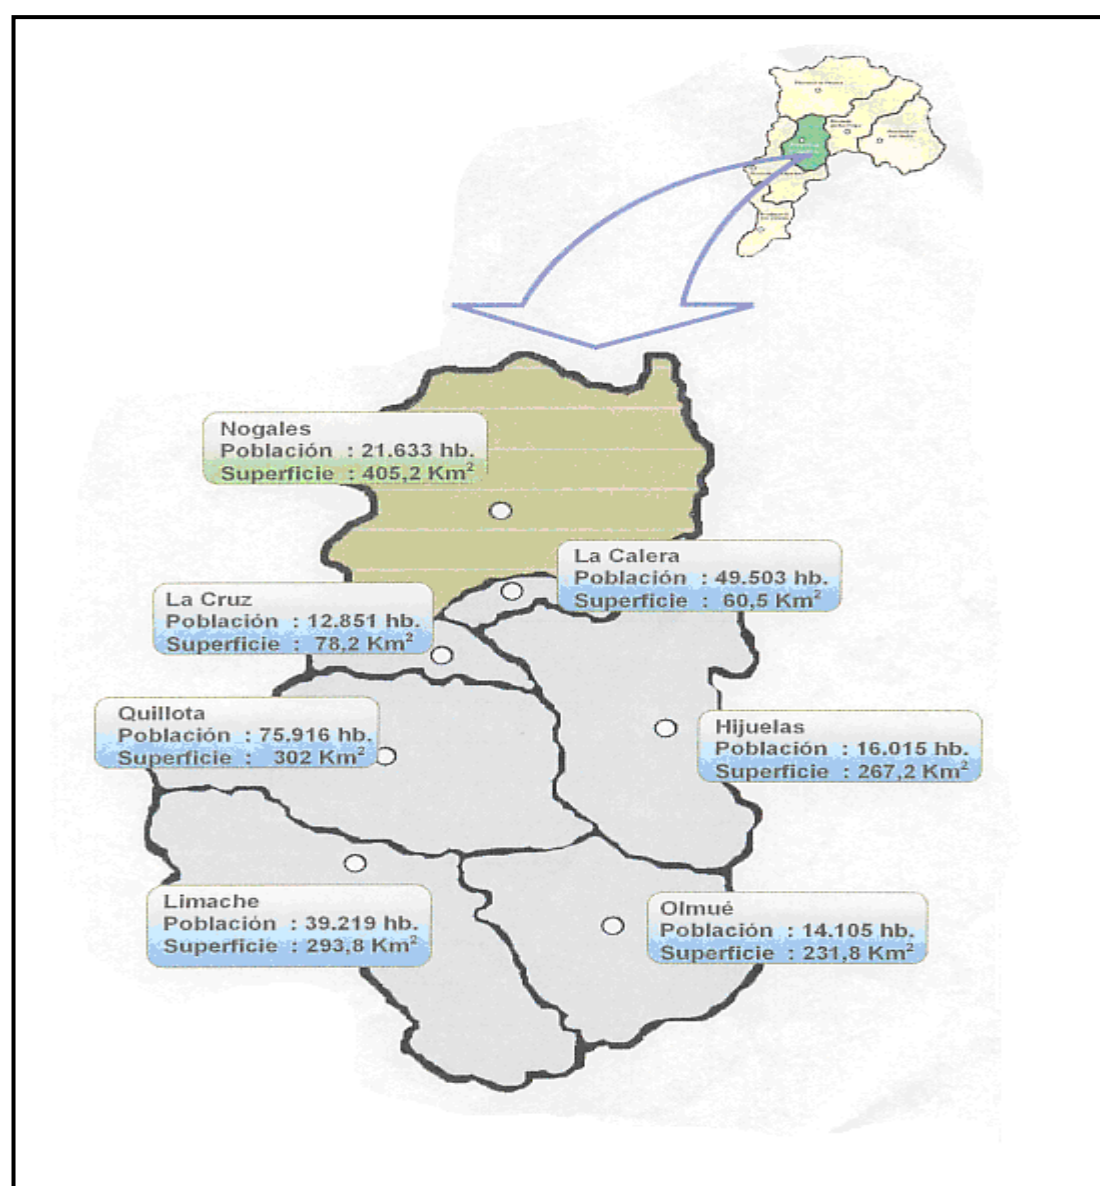 Nogales
Población : 21.633 hb.
Superficie : 405,2 Km²
La Calera
Población : 49.503 hb.
Superficie : 60,5 Km²
La Cruz
Población : 12.851 hb.
Superficie : 78,2 Km²
Quillota
Población : 75.916 hb.
Superficie : 302 Km²
Hijuelas
Población : 16.015 hb.
Superficie : 267,2 Km²
Limache
Población : 39.219 hb.
Superficie : 293,8 Km²
Olmué
Población : 14.105 hb.
Superficie : 231,8 Km²